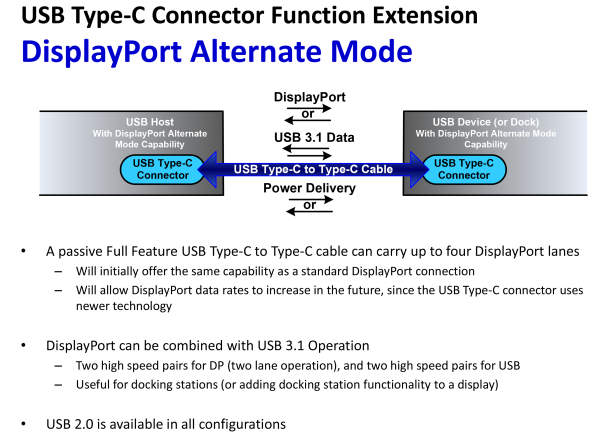 USB Type-C Connector Function Extension
DisplayPort Alternate Mode
DisplayPort
or
USB Host
With DisplayPort Alternate
Mode Capability
USB Device (or Dock)
With DisplayPort Alternate Mode
Capability
USB 3.1 Data
USB Type-C
Connector
USB Type-C to Type-C Cable
USB Type-C
Connector
Power Delivery
or
• A passive Full Feature USB Type-C to Type-C cable can carry up to four DisplayPort lanes
– Will initially offer the same capability as a standard DisplayPort connection
– Will allow DisplayPort data rates to increase in the future, since the USB Type-C connector uses
newer technology
• DisplayPort can be combined with USB 3.1 Operation
– Two high speed pairs for DP (two lane operation), and two high speed pairs for USB
– Useful for docking stations (or adding docking station functionality to a display)
• USB 2.0 is available in all configurations